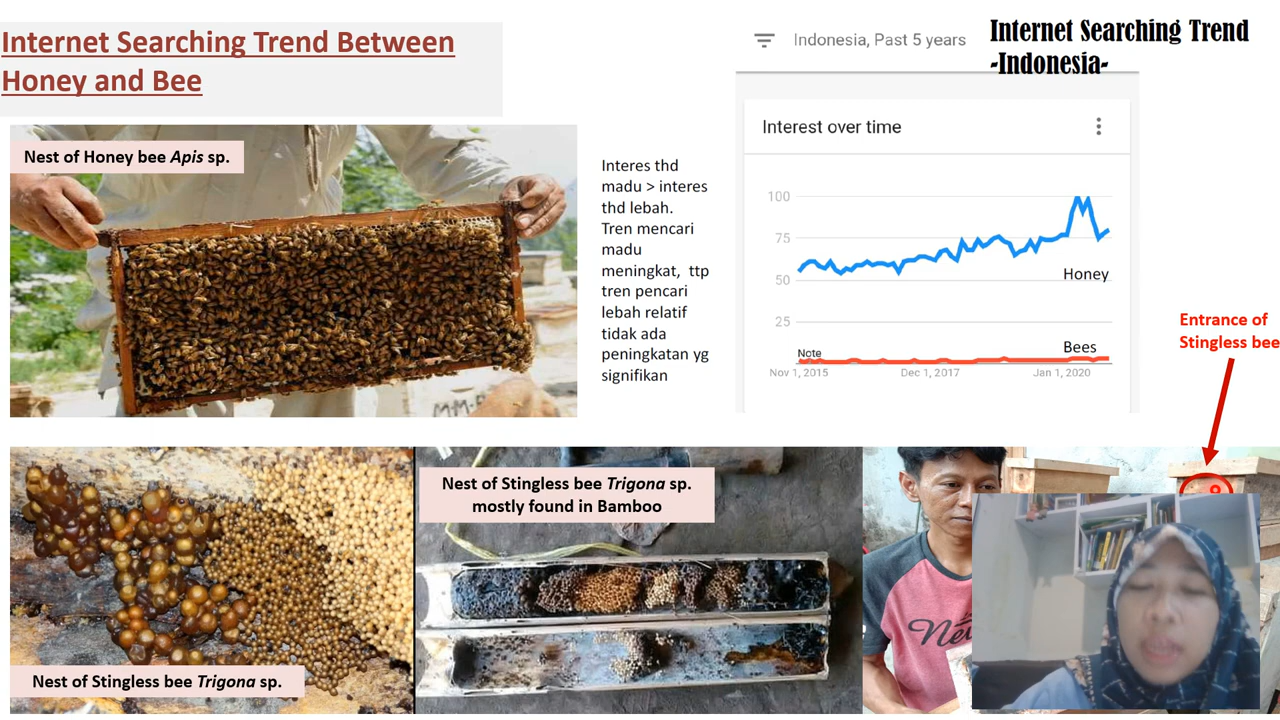 Internet Searching Trend Between
Honey and Bee
Nest of Honey bee Apis sp.
Interes thd
madu > interes
thd lebah.
Tren mencari
madu
meningkat, ttp
tren pencari
lebah relatif
tidak ada
peningkatan yg
signifikan
Indonesia, Past 5 years
Internet Searching Trend
-Indonesia-
Interest over time
100
75
50
25
Honey
Bees
Note
Nov 1, 2015
Dec 1, 2017
Jan 1, 2020
Entrance of
Stingless bee
Nest of Stingless bee Trigona sp.
Nest of Stingless bee Trigona sp.
mostly found in Bamboo